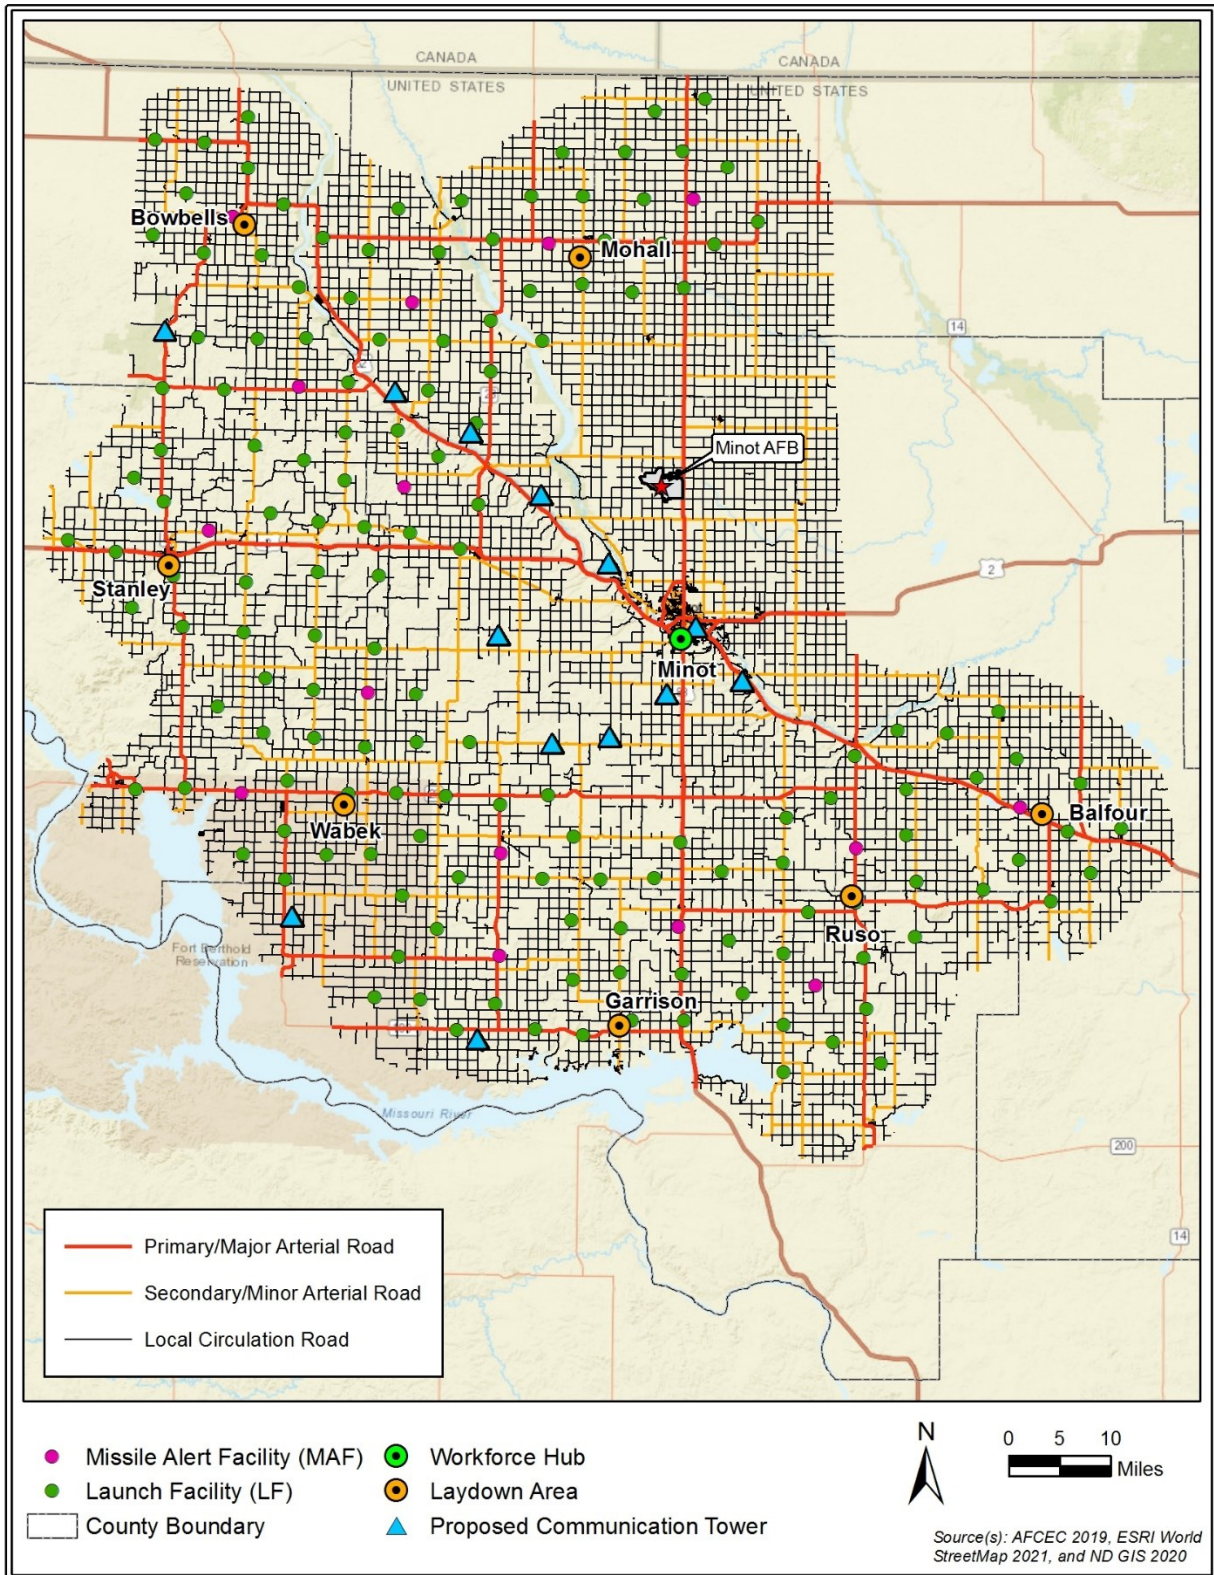 CANADA
UNITED STATES
CANADA
UNITED STATES
Bowbells
Mohall
14
Minot AFB
2
Stanley
Minot
Balfour
Wabek
Ruso
Fort Berthold
Reservation
Garrison
Missouri River
200
14
Primary/Major Arterial Road
Secondary/Minor Arterial Road
Local Circulation Road
Missile Alert Facility (MAF)
Launch Facility (LF)
County Boundary
Workforce Hub
Laydown Area
Proposed Communication Tower
N
0 5 10
Miles
Source(s): AFCEC 2019, ESRI World
StreetMap 2021, and ND GIS 2020